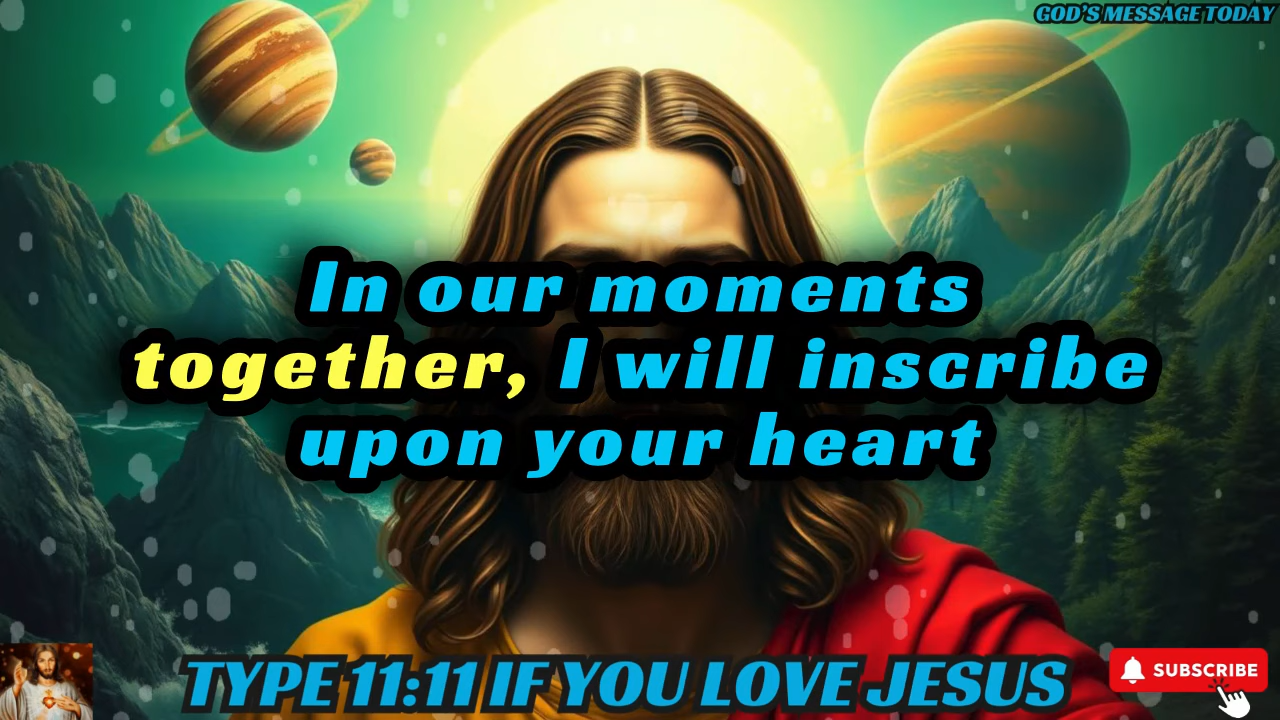 GOD'S MESSAGE TODAY
In our moments
together, I will inscribe
upon your heart
TYPE 11:11 IF YOU LOVE JESUS
SUBSCRIBE